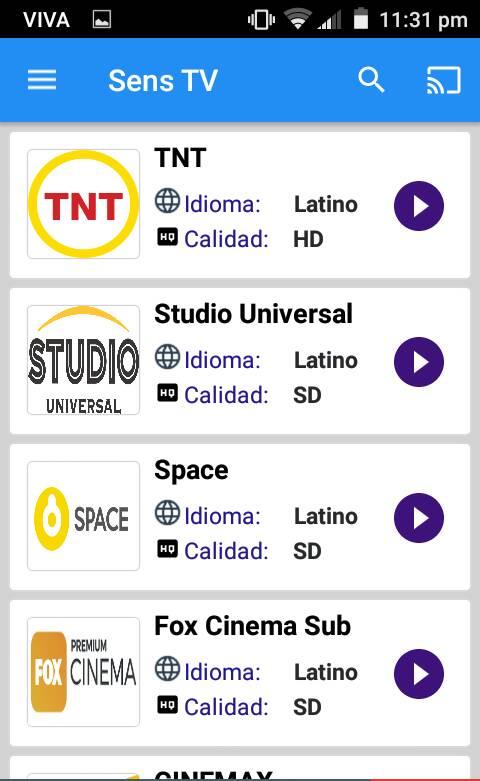 VIVA 11:31 pm
Sens TV
TNT
TNT
Idioma: Latino
HQ Calidad: HD
STUDIO
UNIVERSAL
Studio Universal
Idioma: Latino
HQ Calidad: SD
SPACE
Space
Idioma: Latino
HQ Calidad: SD
PREMIUM
FOX CINEMA
Fox Cinema Sub
Idioma: Latino
HQ Calidad: SD
CINEMAX